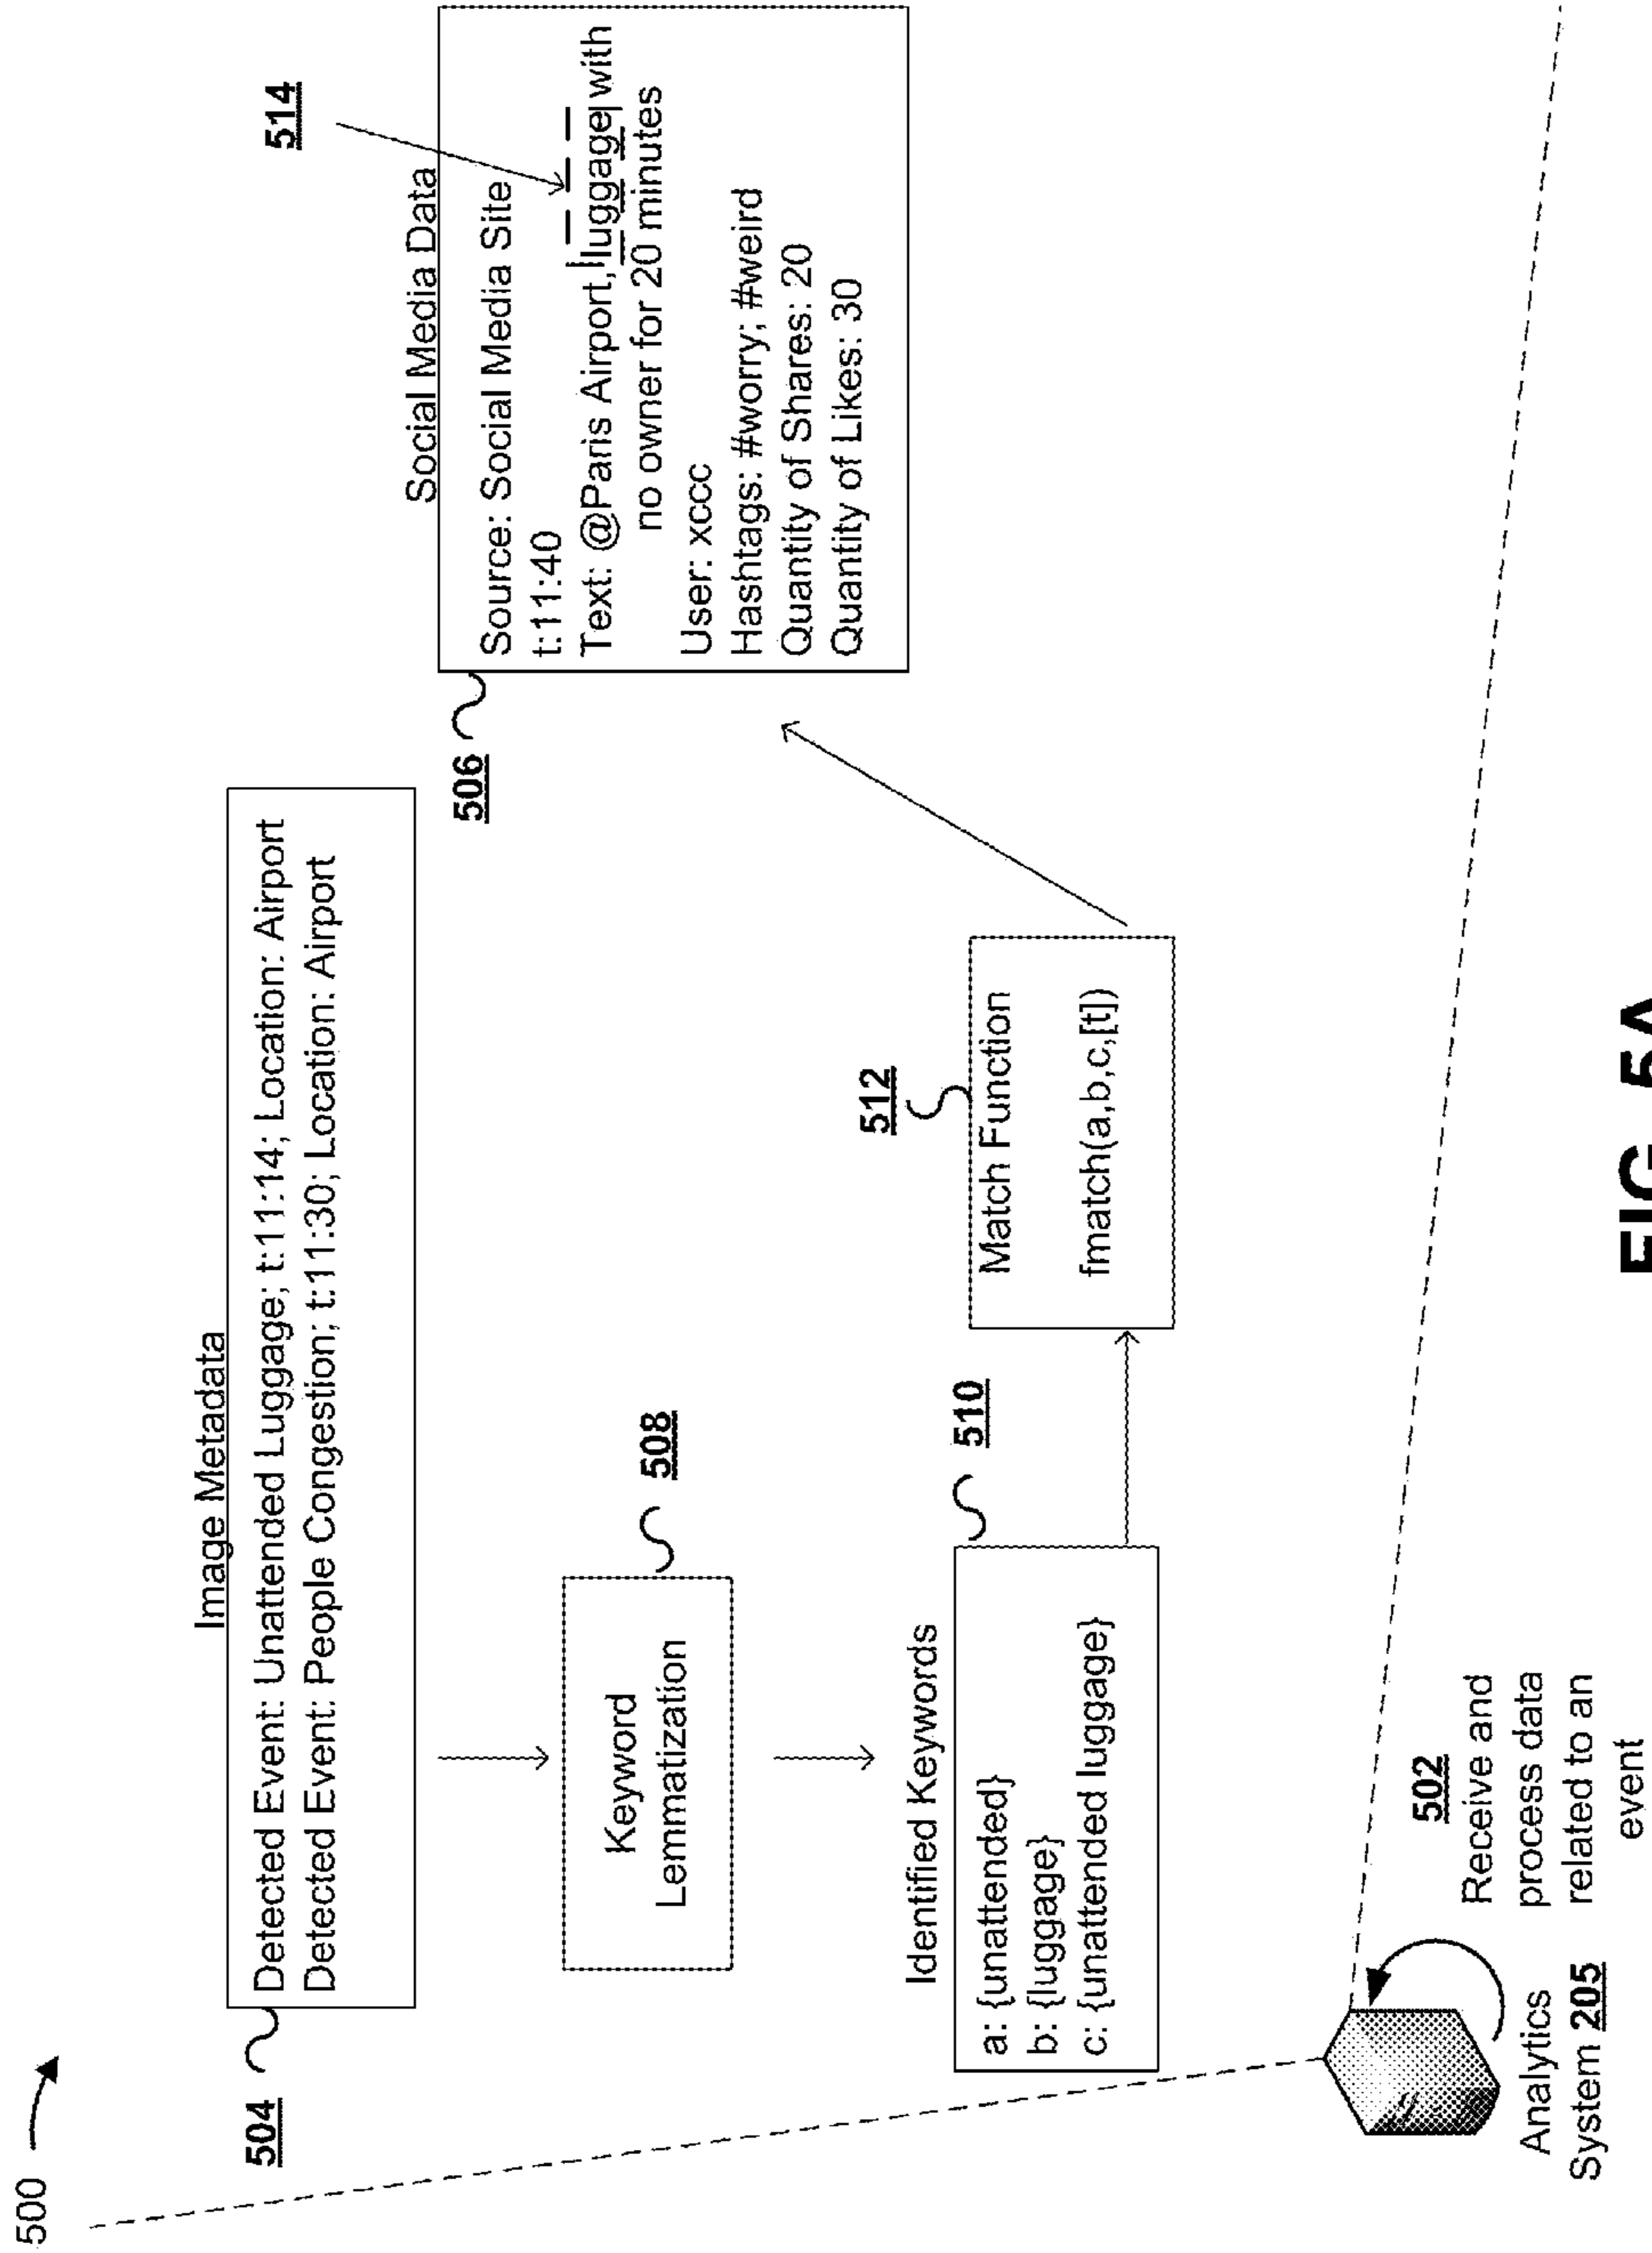 500
Image Metadata
504
Detected Event: Unattended Luggage; t:11:14; Location: Airport
Detected Event: People Congestion; t:11:30; Location: Airport
508
Keyword
Lemmatization
Identified Keywords
510
a: {unattended}
b: {luggage}
c: {unattended luggage}
512
Match Function
fmatch(a,b,c,[t])
Social Media Data
506
514
Source: Social Media Site
t:11:40
Text: @Paris Airport, luggage with
no owner for 20 minutes
User: xccc
Hashtags: #worry; #weird
Quantity of Shares: 20
Quantity of Likes: 30
502
Receive and
process data
related to an
event
Analytics
System 205
FIG. 5A